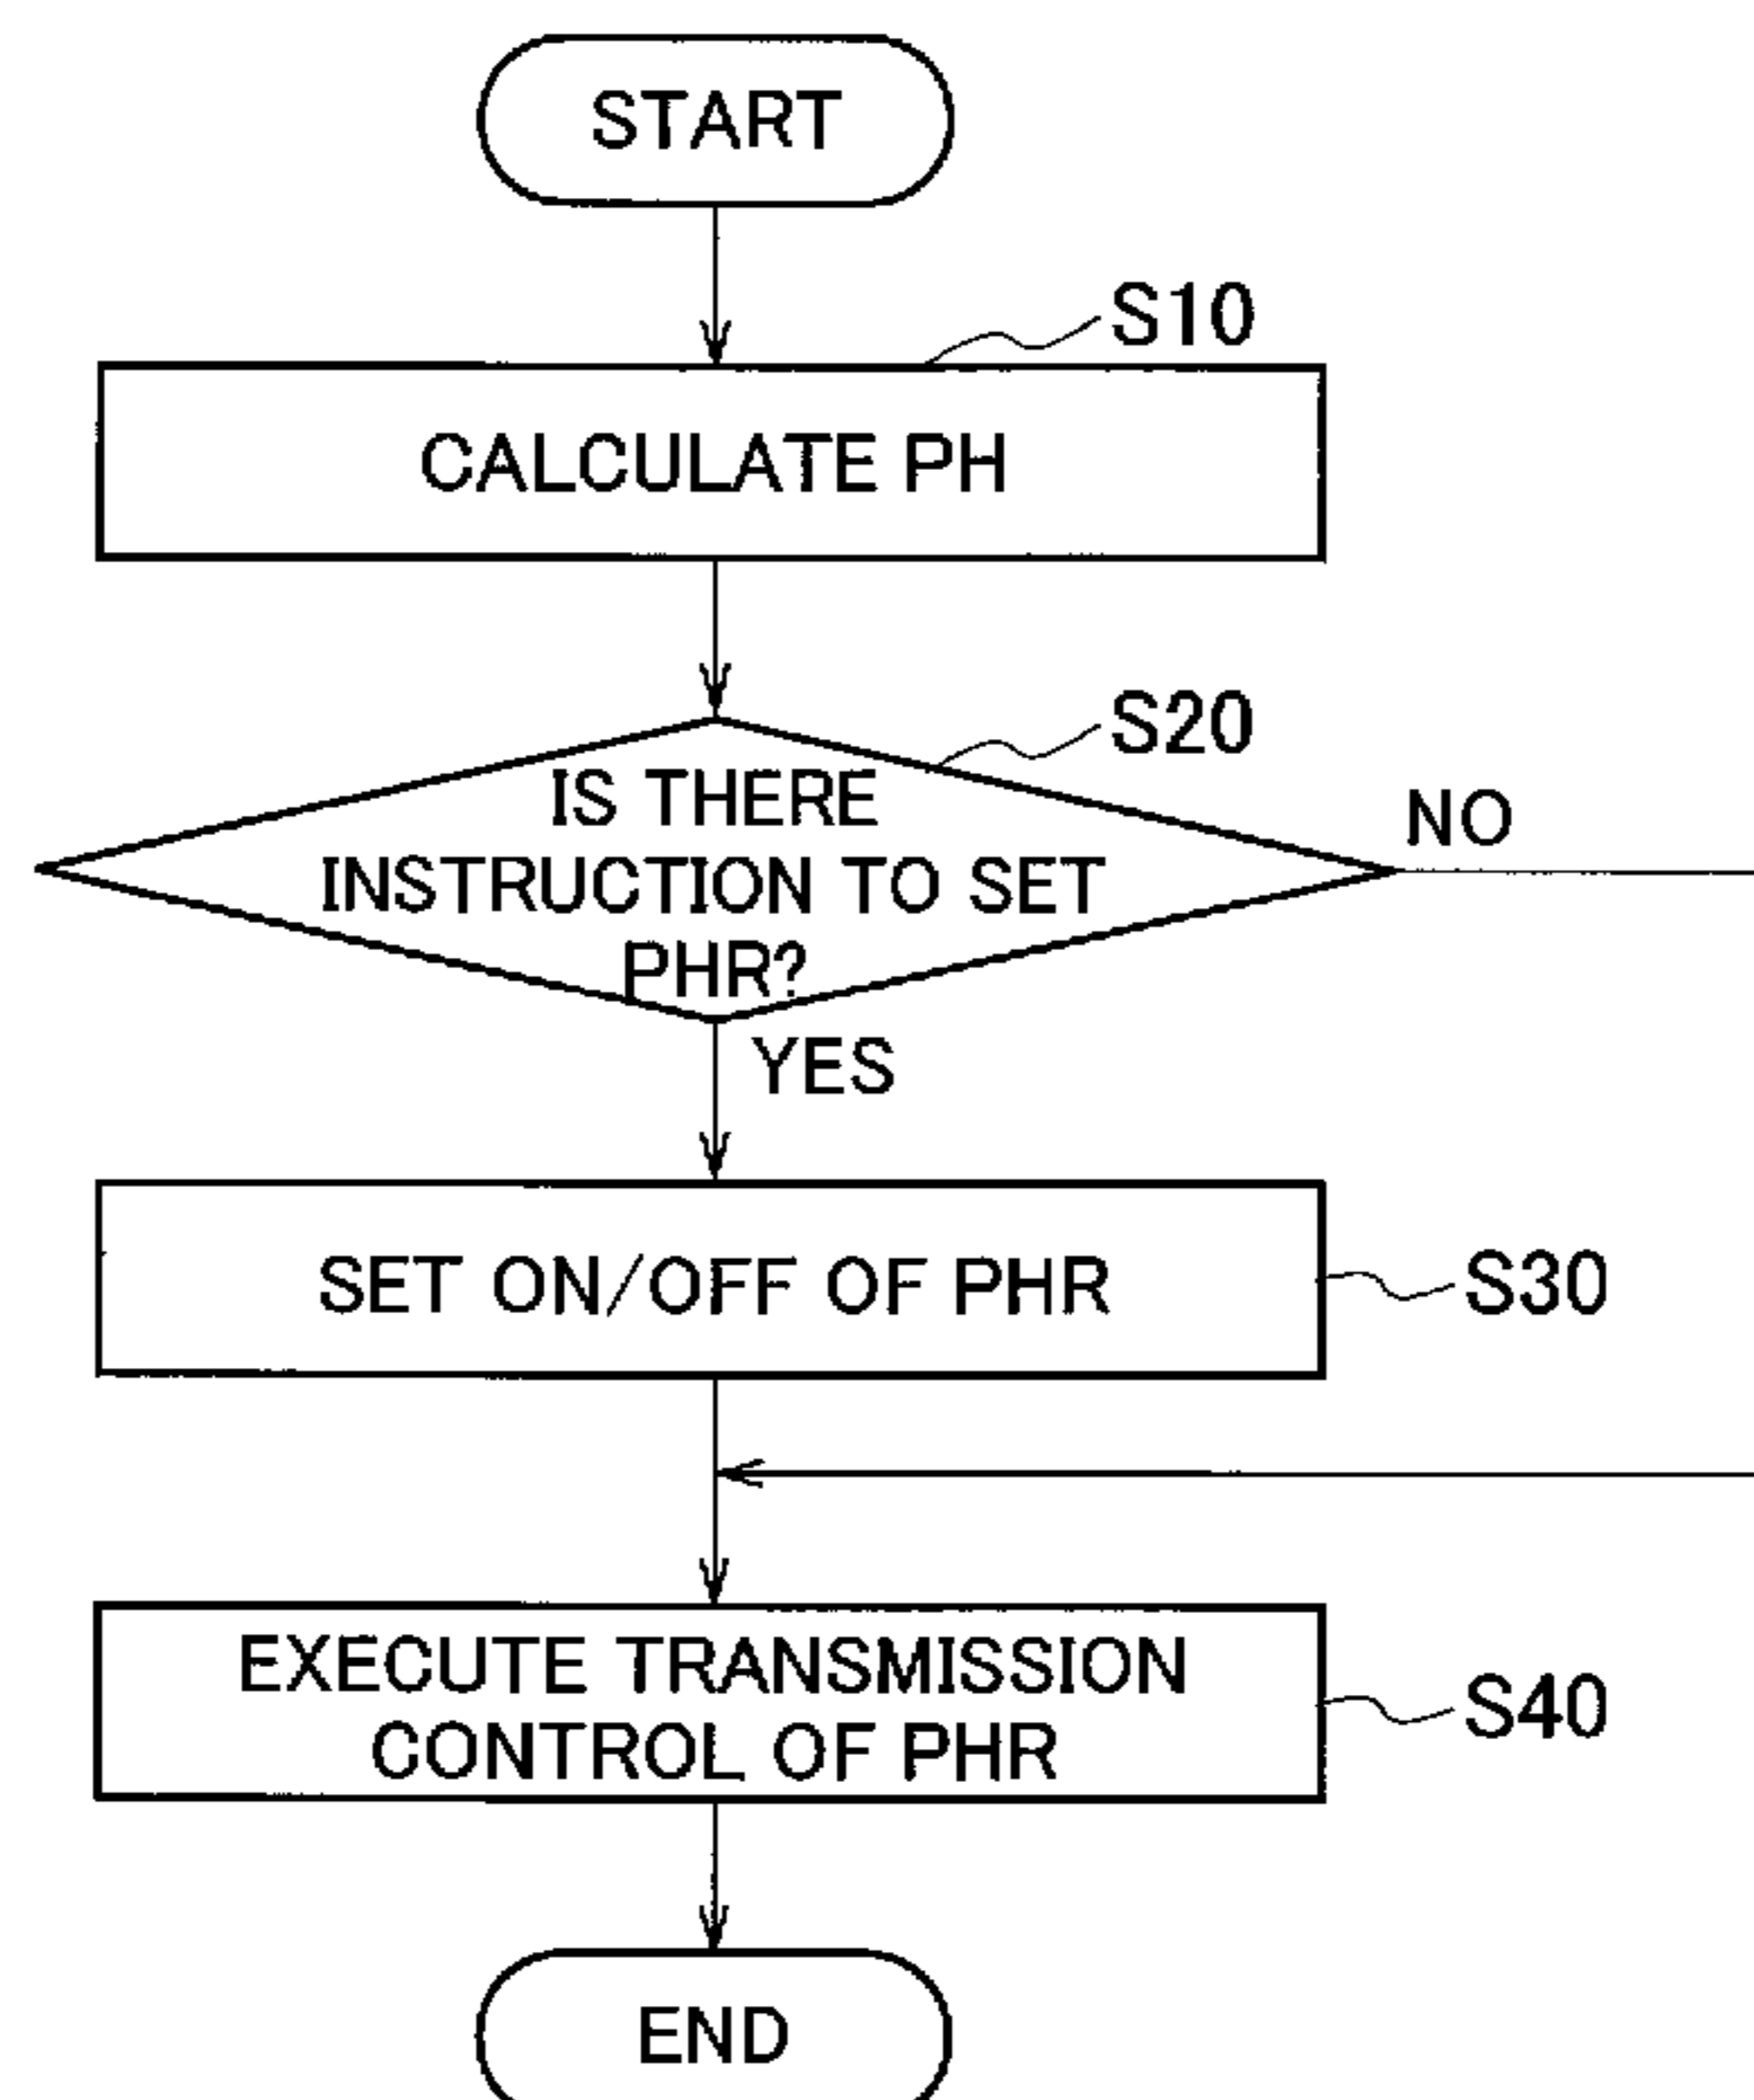 START
S10
CALCULATE PH
S20
IS THERE
INSTRUCTION TO SET
PHR?
NO
YES
SET ON/OFF OF PHR
S30
EXECUTE TRANSMISSION
CONTROL OF PHR
S40
END